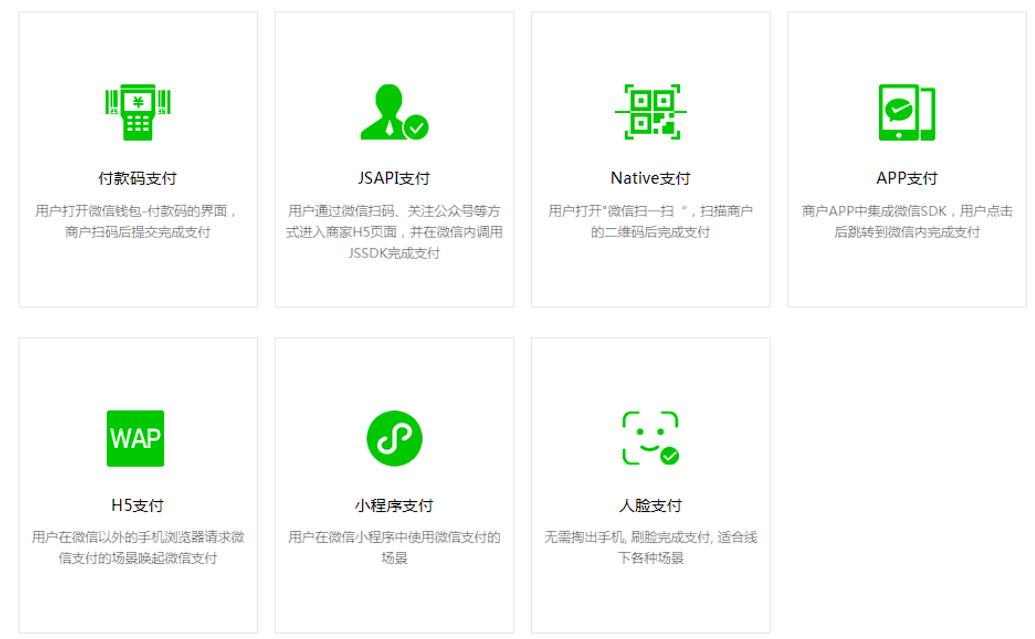 付款码支付
用户打开微信钱包-付款码的界面，
商户扫码后提交完成支付
JSAPI支付
用户通过微信扫码、关注公众号等方
式进入商家H5页面，并在微信内调用
JSSDK完成支付
Native支付
用户打开"微信扫一扫“，扫描商户
的二维码后完成支付
APP支付
商户APP中集成微信SDK，用户点击
后跳转到微信内完成支付
WAP
H5支付
用户在微信以外的手机浏览器请求微
信支付的场景唤起微信支付
小程序支付
用户在微信小程序中使用微信支付的
场景
人脸支付
无需掏出手机, 刷脸完成支付, 适合线
下各种场景